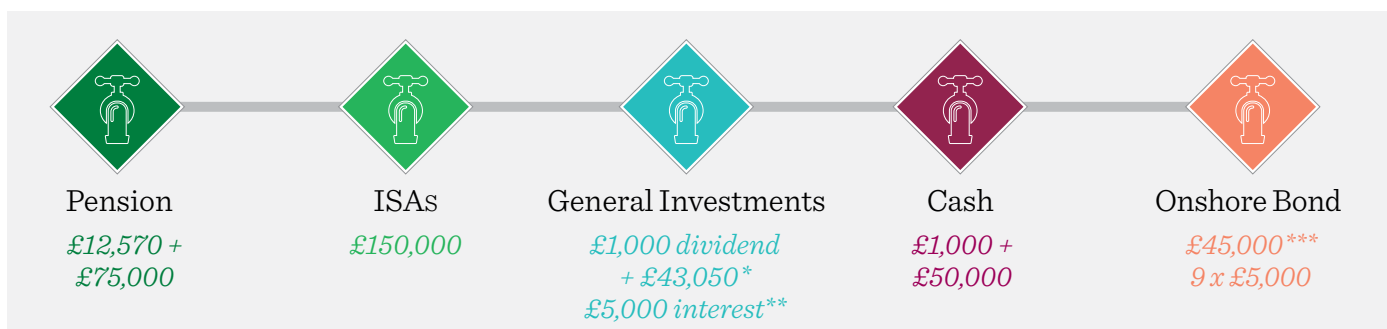 Pension
£12,570 +
£75,000
ISAs
£150,000
General Investments
£1,000 dividend
+ £43,050*
£5,000 interest**
Cash
£1,000 +
£50,000
Onshore Bond
£45,000***
9 x £5,000